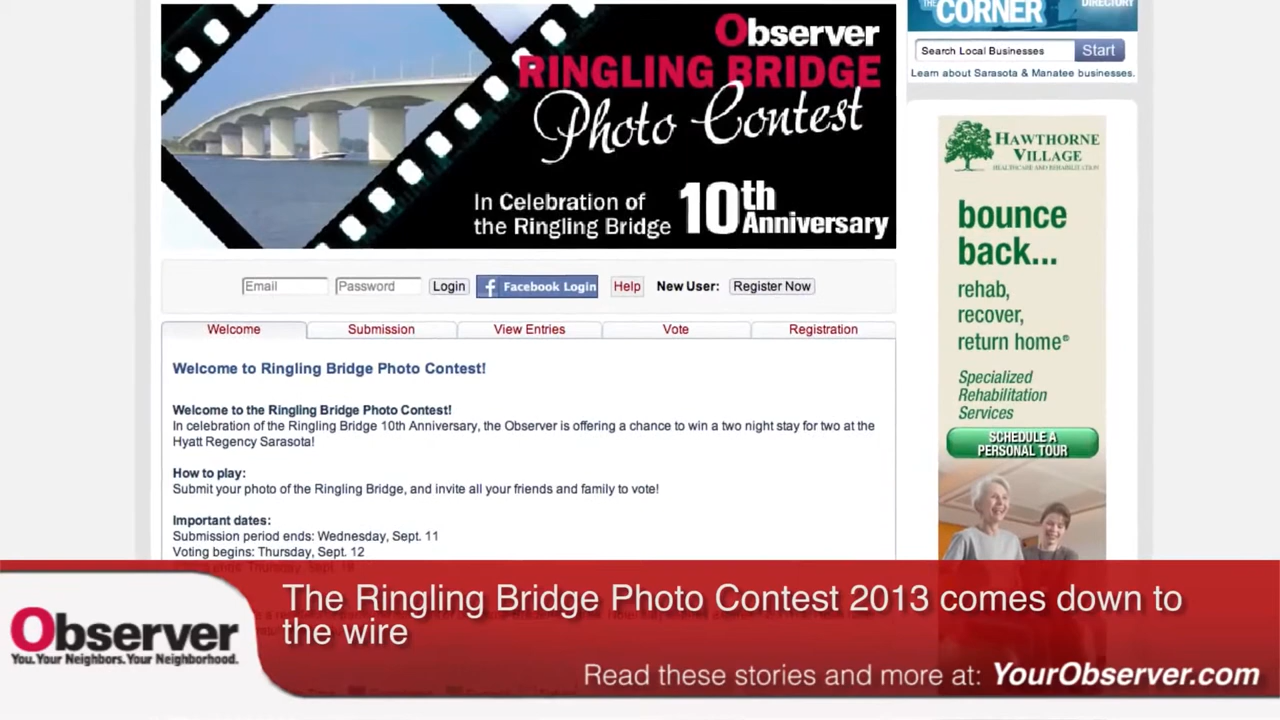 THE
CORNER
DIRECTORY
Observer
RINGLING BRIDGE
Photo Contest
In Celebration of
the Ringling Bridge
10th
Anniversary
Search Local Businesses
Start
Learn about Sarasota & Manatee businesses.
Email
Password
Login
Facebook Login
Help
New User:
Register Now
Welcome
Submission
View Entries
Vote
Registration
Welcome to Ringling Bridge Photo Contest!
Welcome to the Ringling Bridge Photo Contest!
In celebration of the Ringling Bridge 10th Anniversary, the Observer is offering a chance to win a two night stay for two at the
Hyatt Regency Sarasota!
How to play:
Submit your photo of the Ringling Bridge, and invite all your friends and family to vote!
Important dates:
Submission period ends: Wednesday, Sept. 11
Voting begins: Thursday, Sept. 12
HAWTHORNE
VILLAGE
HEALTHCARE AND REHABILITATION
bounce
back...
rehab,
recover,
return home®
Specialized
Rehabilitation
Services
SCHEDULE A
PERSONAL TOUR
The Ringling Bridge Photo Contest 2013 comes down to
the wire
Observer
You. Your Neighbors. Your Neighborhood.
Read these stories and more at: YourObserver.com